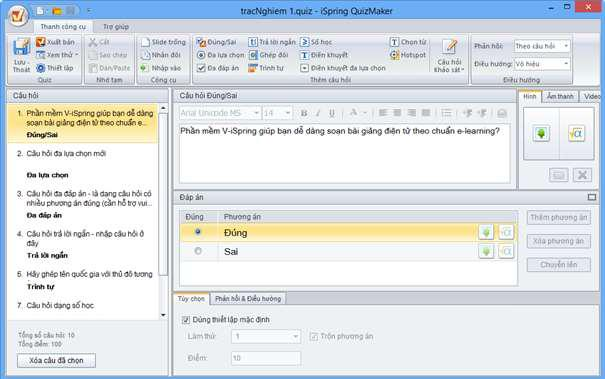 tracNghiem 1.quiz - iSpring QuizMaker
Thanh công cụ
Trợ giúp
Lưu - Thoát
Xuất bản
Xem thử
Thiết lập
Quiz
Cắt
Sao chép
Dán/Paste
Nhớ tạm
Slide trống
Nhân đôi
Nhập câu hỏi
Công cụ
Đúng/Sai
Đa lựa chọn
Đa đáp án
Trả lời ngắn
Ghép đôi
Trình tự
Số học
Điền khuyết
Điền khuyết đa lựa chọn
Chọn từ
Hotspot
Thêm câu hỏi
Câu hỏi
Khảo sát
Phản hồi:
Theo câu hỏi
Điều hướng:
Vô hiệu
Điều hướng
Câu hỏi
1. Phần mềm V-iSpring giúp bạn dễ dàng
soạn bài giảng điện tử theo chuẩn e...
Đúng/Sai
2. Câu hỏi đa lựa chọn mới
Đa lựa chọn
3. Câu hỏi đa đáp án - là dạng câu hỏi có
nhiều phương án đúng (cần hỗ trợ vui...
Đa đáp án
4. Câu hỏi trả lời ngắn - nhập câu hỏi ở
đây
Trả lời ngắn
6. Hãy ghép tên quốc gia với thủ đô tương
Trình tự
7. Câu hỏi dạng số học
Tổng số câu hỏi: 10
Tổng điểm: 100
Xóa câu đã chọn
Câu hỏi Đúng/Sai
Arial Unicode MS
14
B I U
Phần mềm V-iSpring giúp bạn dễ dàng soạn bài giảng điện tử theo chuẩn e-learning?
Hình
Âm thanh
Video
Đáp án
Đúng
Phương án
Đúng
Sai
Thêm phương án
Xóa phương án
Chuyển lên
Tùy chọn
Phản hồi & Điều hướng
Dùng thiết lập mặc định
Làm thử:
1
Trộn phương án
Điểm:
10